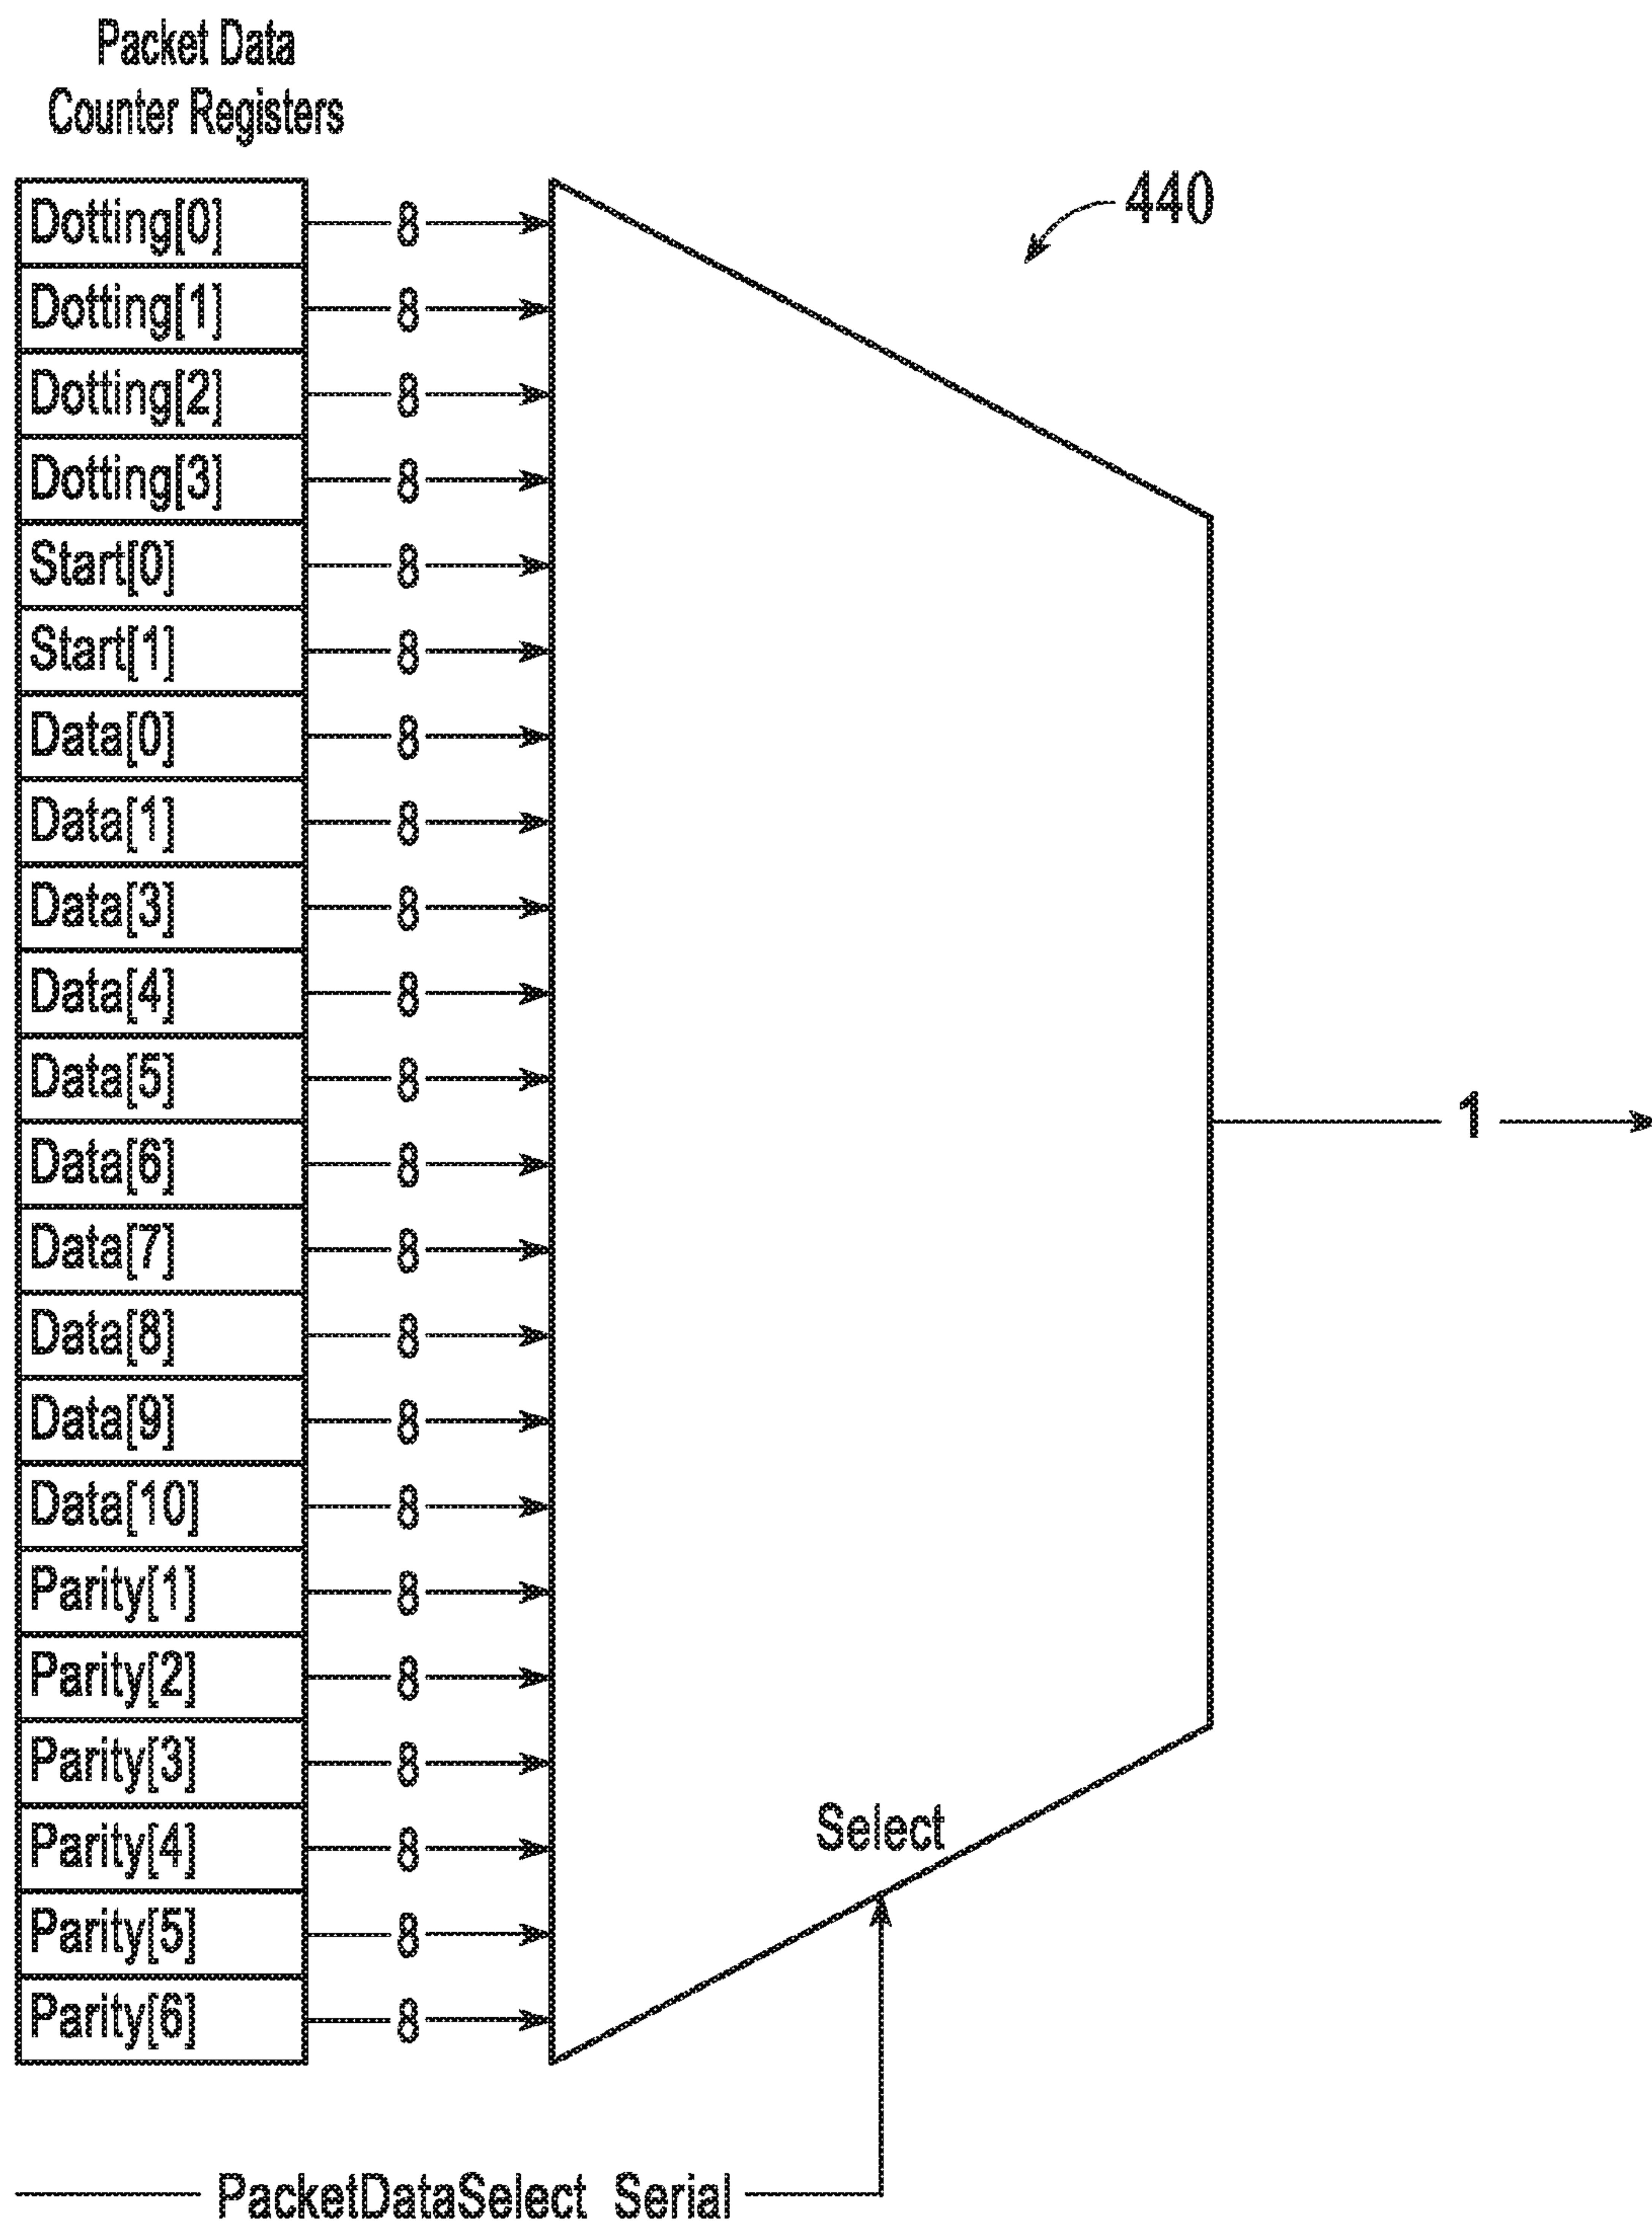 Packet Data
Counter Registers
440
Dotting[0] 8
Dotting[1] 8
Dotting[2] 8
Dotting[3] 8
Start[0] 8
Start[1] 8
Data[0] 8
Data[1] 8
Data[3] 8
Data[4] 8
Data[5] 8
Data[6] 8
1
Data[7] 8
Data[8] 8
Data[9] 8
Data[10] 8
Parity[1] 8
Parity[2] 8
Parity[3] 8
Parity[4] 8
Select
Parity[5] 8
Parity[6] 8
PacketDataSelect Serial